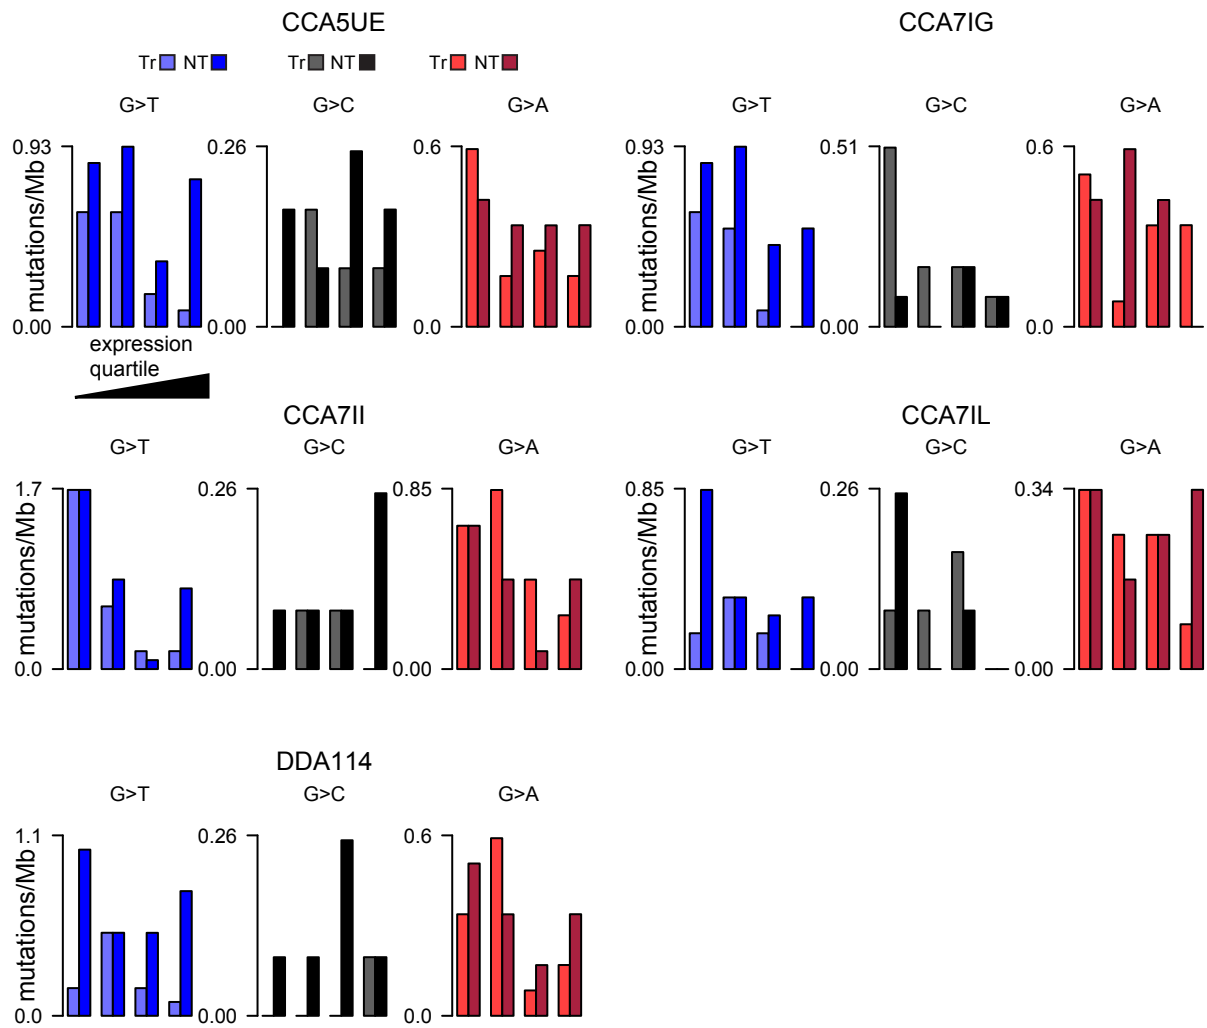 CCA5UE CCA7IG
Tr NT Tr NT Tr NT
G>T G>C G>A G>T G>C G>A
0.93 0.26 0.6 0.93 0.51 0.6
mutations/Mb mutations/Mb
0.00 0.00 0.0 0.00 0.00 0.0
expression
quartile
CCA7II CCA7IL
G>T G>C G>A G>T G>C G>A
1.7 0.26 0.85 0.85 0.26 0.34
mutations/Mb mutations/Mb
0.0 0.00 0.00 0.00 0.00 0.00
DDA114
G>T G>C G>A
1.1 0.26 0.6
mutations/Mb
0.0 0.00 0.0